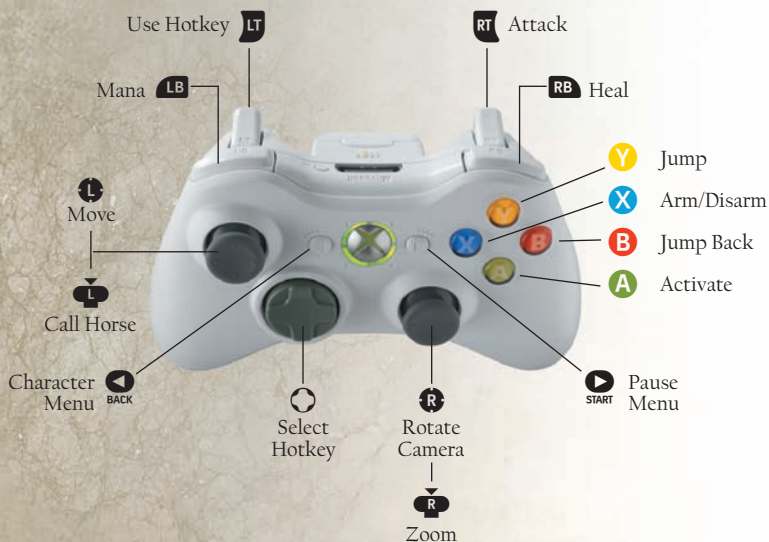 Use Hotkey LT
RT Attack
Mana LB
RB Heal
Y Jump
X Arm/Disarm
B Jump Back
A Activate
L
Move
L
Call Horse
Character
Menu
BACK
START
Pause
Menu
Select
Hotkey
R
Rotate
Camera
R
Zoom
Y
X
B
A